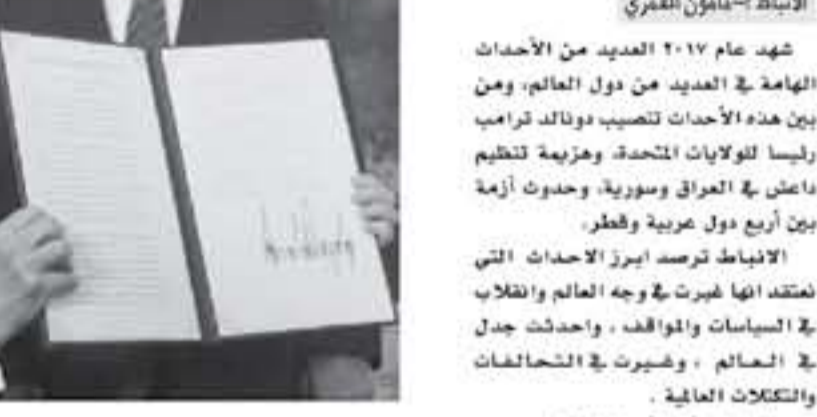 الانباط :-مأمون العمري
شهد عام ٢٠١٧ العديد من الأحداث
الهامة في العديد من دول العالم، ومن
بين هذه الأحداث تنصيب دونالد ترامب
رئيسا للولايات المتحدة، وهزيمة تنظيم
داعش في العراق وسورية، وحدوث أزمة
بين أربع دول عربية وقطر.
الانباط ترصد ابرز الاحداث التي
نعتقد انها غيرت في وجه العالم وانقلاب
في السياسات والمواقف ، واحدثت جدل
في العالم ، وغيرت في التحالفات
والتكتلات العالمية .